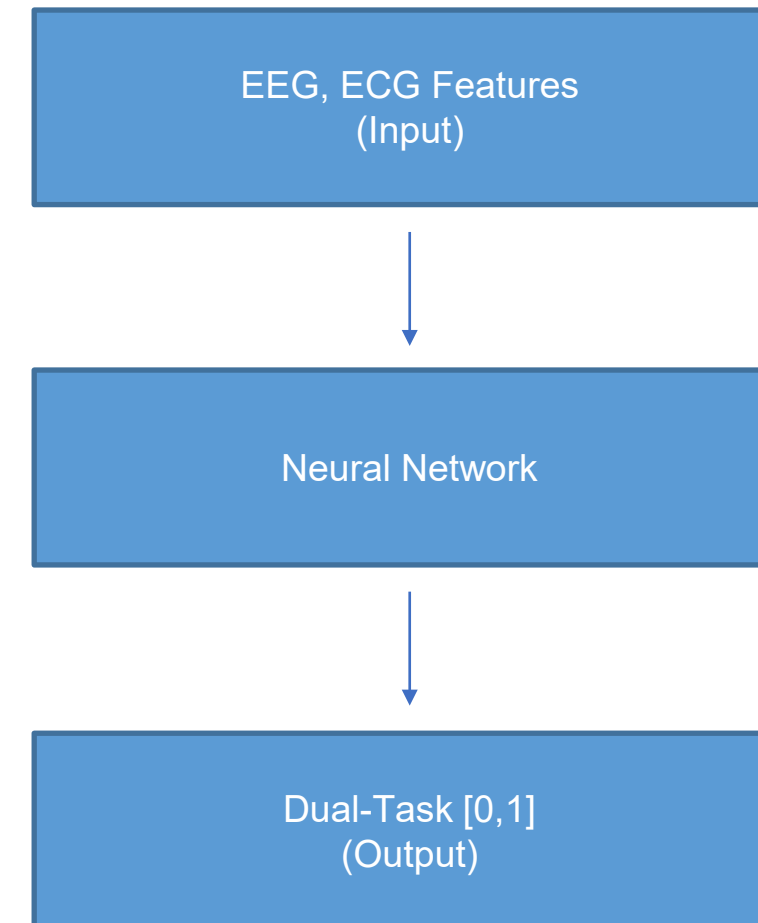 EEG, ECG Features
(Input)
Neural Network
Dual-Task [0,1]
(Output)